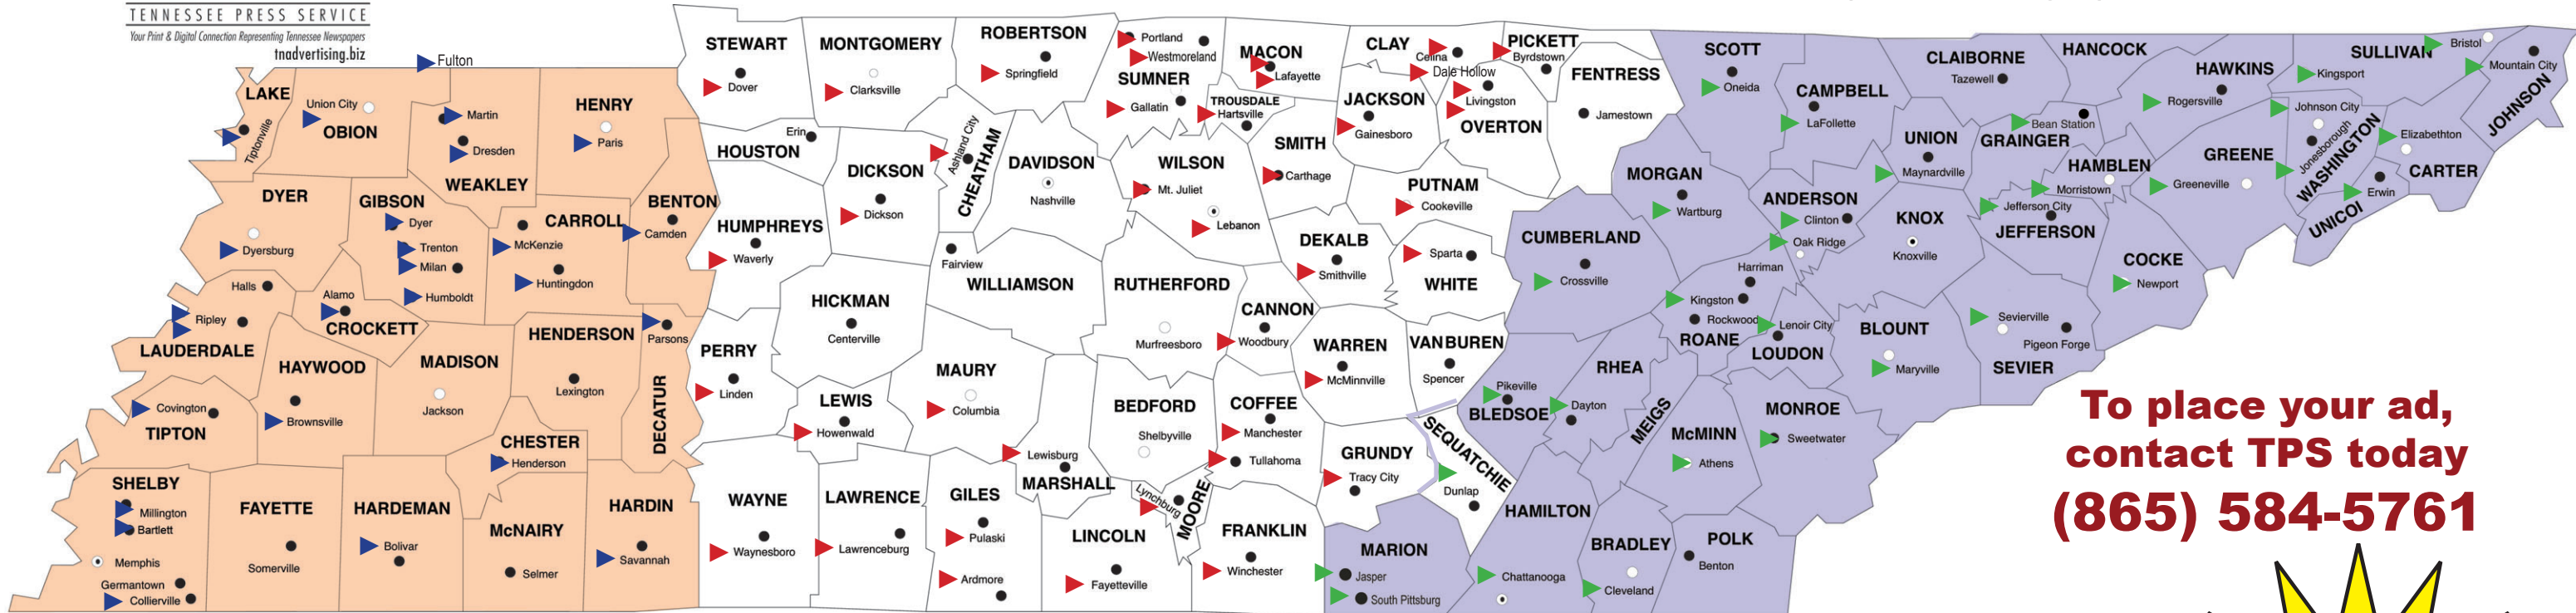 TENNESSEE PRESS SERVICE
Your Print & Digital Connection Representing Tennessee Newspapers
tnadvertising.biz
Fulton
LAKE
Tiptonville
Union City
OBION
Martin
Dresden
WEAKLEY
HENRY
Paris
DYER
Dyersburg
GIBSON
Dyer
Trenton
Milan
Humboldt
CARROLL
McKenzie
Huntingdon
BENTON
Camden
Halls
Ripley
LAUDERDALE
Alamo
CROCKETT
HAYWOOD
Brownsville
MADISON
Jackson
HENDERSON
Lexington
Parsons
DECATUR
Covington
TIPTON
CHESTER
Henderson
SHELBY
Millington
Bartlett
Memphis
Germantown
Collierville
FAYETTE
Somerville
HARDEMAN
Bolivar
McNAIRY
Selmer
HARDIN
Savannah
STEWART
Dover
MONTGOMERY
Clarksville
ROBERTSON
Springfield
Portland
Westmoreland
SUMNER
Gallatin
MACON
Lafayette
TROUSDALE
Hartsville
CLAY
Celina
Dale Hollow
PICKETT
Byrdstown
FENTRESS
Jamestown
JACKSON
Gainesboro
Livingston
OVERTON
HOUSTON
Erin
DICKSON
Dickson
Ashland City
CHEATHAM
DAVIDSON
Nashville
WILSON
Mt. Juliet
Lebanon
SMITH
Carthage
PUTNAM
Cookeville
HUMPHREYS
Waverly
HICKMAN
Centerville
Fairview
WILLIAMSON
RUTHERFORD
Murfreesboro
CANNON
Woodbury
DEKALB
Smithville
Sparta
WHITE
PERRY
Linden
LEWIS
Howenwald
MAURY
Columbia
BEDFORD
Shelbyville
COFFEE
Manchester
Tullahoma
WARREN
McMinnville
VAN BUREN
Spencer
Lewisburg
MARSHALL
WAYNE
Waynesboro
LAWRENCE
Lawrenceburg
GILES
Pulaski
Ardmore
LINCOLN
Fayetteville
Lynchburg
MOORE
FRANKLIN
Winchester
GRUNDY
Tracy City
SEQUATCHIE
Dunlap
SCOTT
Oneida
CAMPBELL
LaFollette
CLAIBORNE
Tazewell
HANCOCK
HAWKINS
Rogersville
SULLIVAN
Bristol
Kingsport
Mountain City
JOHNSON
UNION
Maynardville
Bean Station
GRAINGER
HAMBLEN
Morristown
GREENE
Greeneville
Johnson City
Jonesborough
WASHINGTON
Elizabethton
CARTER
Erwin
UNICOI
MORGAN
Wartburg
ANDERSON
Clinton
Oak Ridge
KNOX
Knoxville
Jefferson City
JEFFERSON
COCKE
Newport
CUMBERLAND
Crossville
Harriman
Kingston
Rockwood
ROANE
Lenoir City
LOUDON
BLOUNT
Maryville
Sevierville
Pigeon Forge
SEVIER
Pikeville
BLEDSOE
RHEA
Dayton
MEIGS
McMINN
Athens
MONROE
Sweetwater
MARION
Jasper
South Pittsburg
HAMILTON
Chattanooga
BRADLEY
Cleveland
POLK
Benton
To place your ad,
contact TPS today
(865) 584-5761